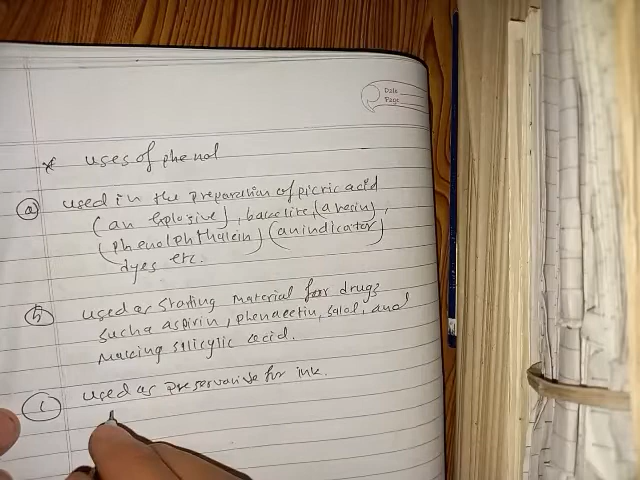 Date
Page
* uses of phenol
(a) used in the preparation of picric acid
(an explosive), bakelite, (a resin),
(phenolphthalein) (an indicator)
dyes etc.
(b) used as starting material for drugs
such a aspirin, phenacetin, salol, and
making silicylic acid.
(c) used as preservative for ink.